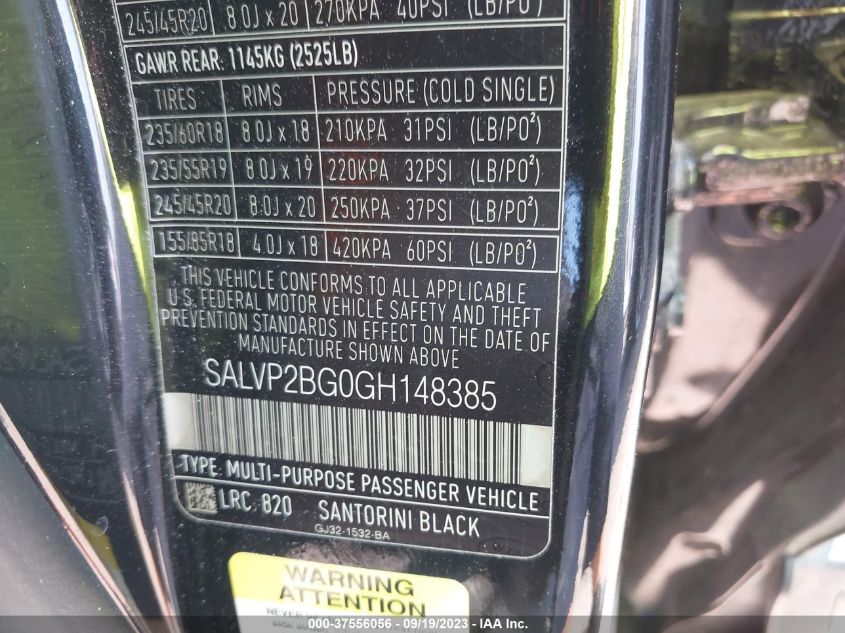 245/45R20 8.0J x 20 270KPA 40PSI (LB/PO²)
GAWR REAR: 1145KG (2525LB)
TIRES RIMS PRESSURE (COLD SINGLE)
235/60R18 8.0J x 18 210KPA 31PSI (LB/PO²)
235/55R19 8.0J x 19 220KPA 32PSI (LB/PO²)
245/45R20 8.0J x 20 250KPA 37PSI (LB/PO²)
155/85R18 4.0J x 18 420KPA 60PSI (LB/PO²)
THIS VEHICLE CONFORMS TO ALL APPLICABLE
U.S. FEDERAL MOTOR VEHICLE SAFETY AND THEFT
PREVENTION STANDARDS IN EFFECT ON THE DATE OF
MANUFACTURE SHOWN ABOVE
SALVP2BG0GH148385
TYPE: MULTI-PURPOSE PASSENGER VEHICLE
LRC 820 SANTORINI BLACK
GJ32-1532-BA
WARNING
ATTENTION
NEVER
000-37556056 - 09/19/2023 - www.iaai.com